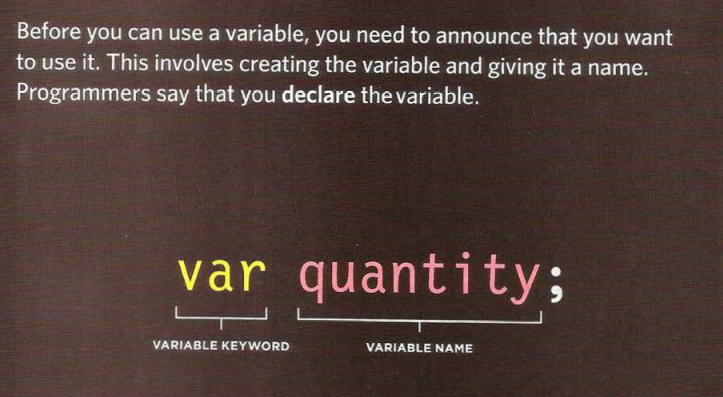 Before you can use a variable, you need to announce that you want
to use it. This involves creating the variable and giving it a name.
Programmers say that you declare the variable.
var quantity;
VARIABLE KEYWORD VARIABLE NAME